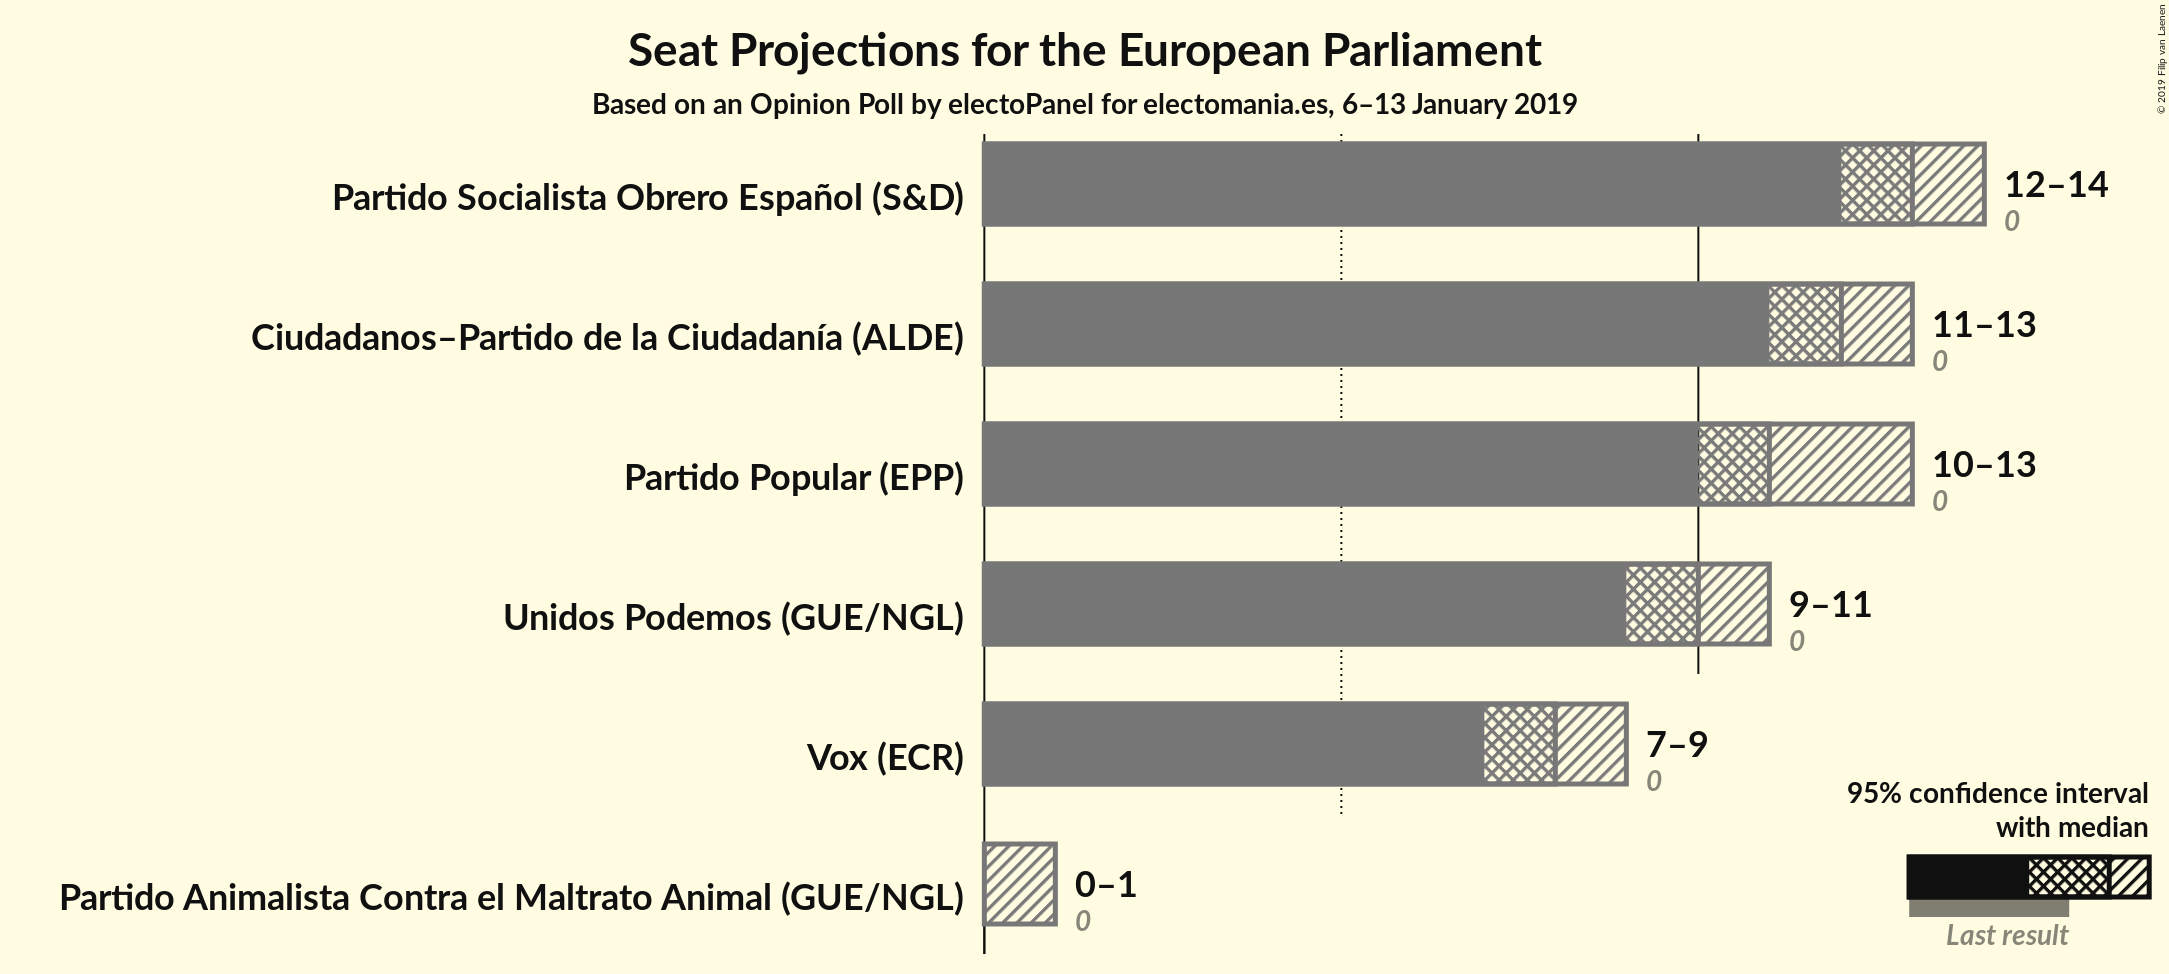 Seat Projections for the European Parliament
Based on an Opinion Poll by electoPanel for electomania.es, 6–13 January 2019
© 2019 Filip van Laenen
Partido Socialista Obrero Español (S&D)
12–14
0
Ciudadanos–Partido de la Ciudadanía (ALDE)
11–13
0
Partido Popular (EPP)
10–13
0
Unidos Podemos (GUE/NGL)
9–11
0
Vox (ECR)
7–9
0
Partido Animalista Contra el Maltrato Animal (GUE/NGL)
0–1
0
95% confidence interval
with median
Last result